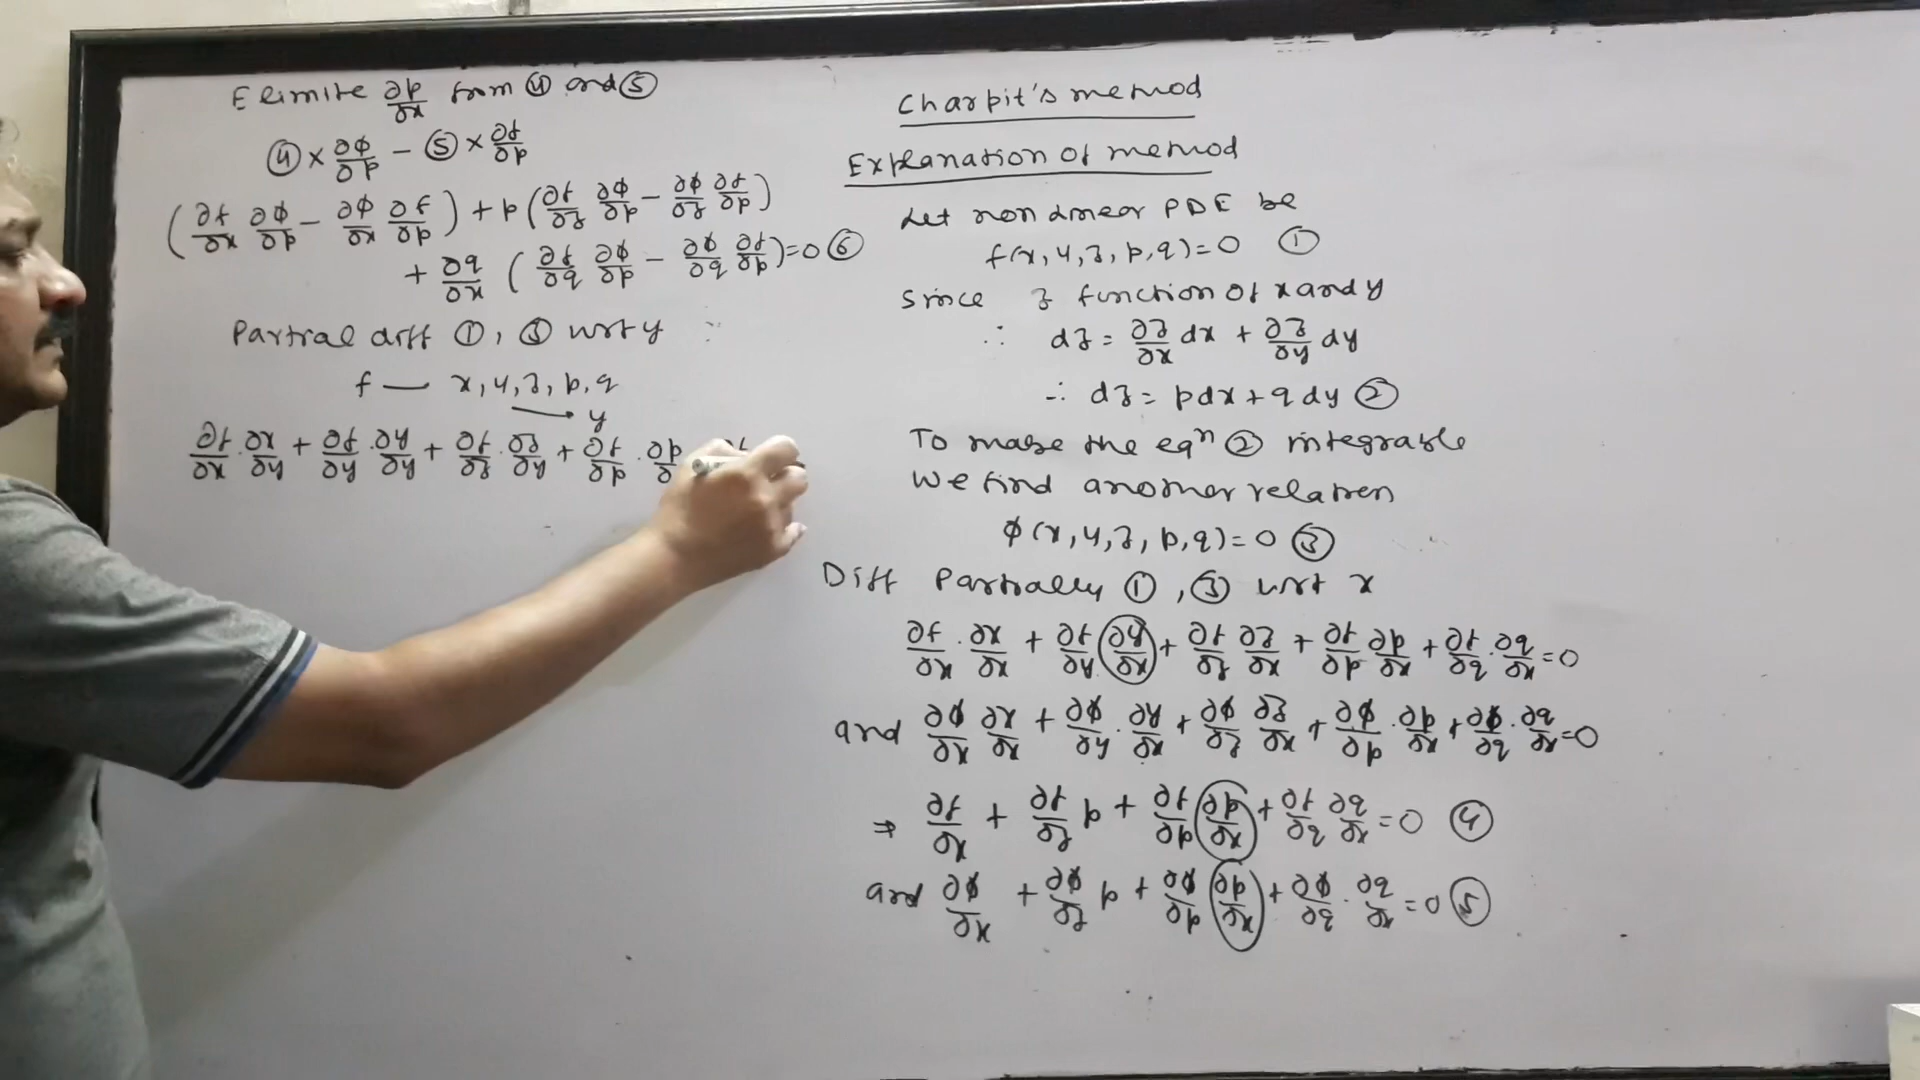 Charpit's method
Explanation of method
Let non linear PDE be
f(x,y,z,p,q)=0 ①
Since z function of x and y
∴ dz = ∂z/∂x dx + ∂z/∂y dy
∴ dz = pdx + q dy ②
To make the eqⁿ ② integrable
We find another relation
ϕ(x,y,z,p,q)=0 ③
Diff Partially ①,③ wrt x
∂f/∂x · ∂x/∂x + ∂f/∂y ∂y/∂x + ∂f/∂z ∂z/∂x + ∂f/∂p ∂p/∂x + ∂f/∂q · ∂q/∂x = 0
and ∂ϕ/∂x ∂x/∂x + ∂ϕ/∂y · ∂y/∂x + ∂ϕ/∂z ∂z/∂x + ∂ϕ/∂p · ∂p/∂x + ∂ϕ/∂q · ∂q/∂x = 0
⇒ ∂f/∂x + ∂f/∂z p + ∂f/∂p ∂p/∂x + ∂f/∂q ∂q/∂x = 0 ④
and ∂ϕ/∂x + ∂ϕ/∂z p + ∂ϕ/∂p ∂p/∂x + ∂ϕ/∂q · ∂q/∂x = 0 ⑤
Elimite ∂p/∂x from ④ and ⑤
④ × ∂ϕ/∂p − ⑤ × ∂f/∂p
(∂f/∂x ∂ϕ/∂p − ∂ϕ/∂x ∂f/∂p) + p(∂f/∂z ∂ϕ/∂p − ∂ϕ/∂z ∂f/∂p)
+ ∂q/∂x (∂f/∂q ∂ϕ/∂p − ∂ϕ/∂q ∂f/∂p) = 0 ⑥
Partial diff ①, ③ wrt y
f — x,y,z,p,q
→ y
∂f/∂x · ∂x/∂y + ∂f/∂y · ∂y/∂y + ∂f/∂z · ∂z/∂y + ∂f/∂p · ∂p